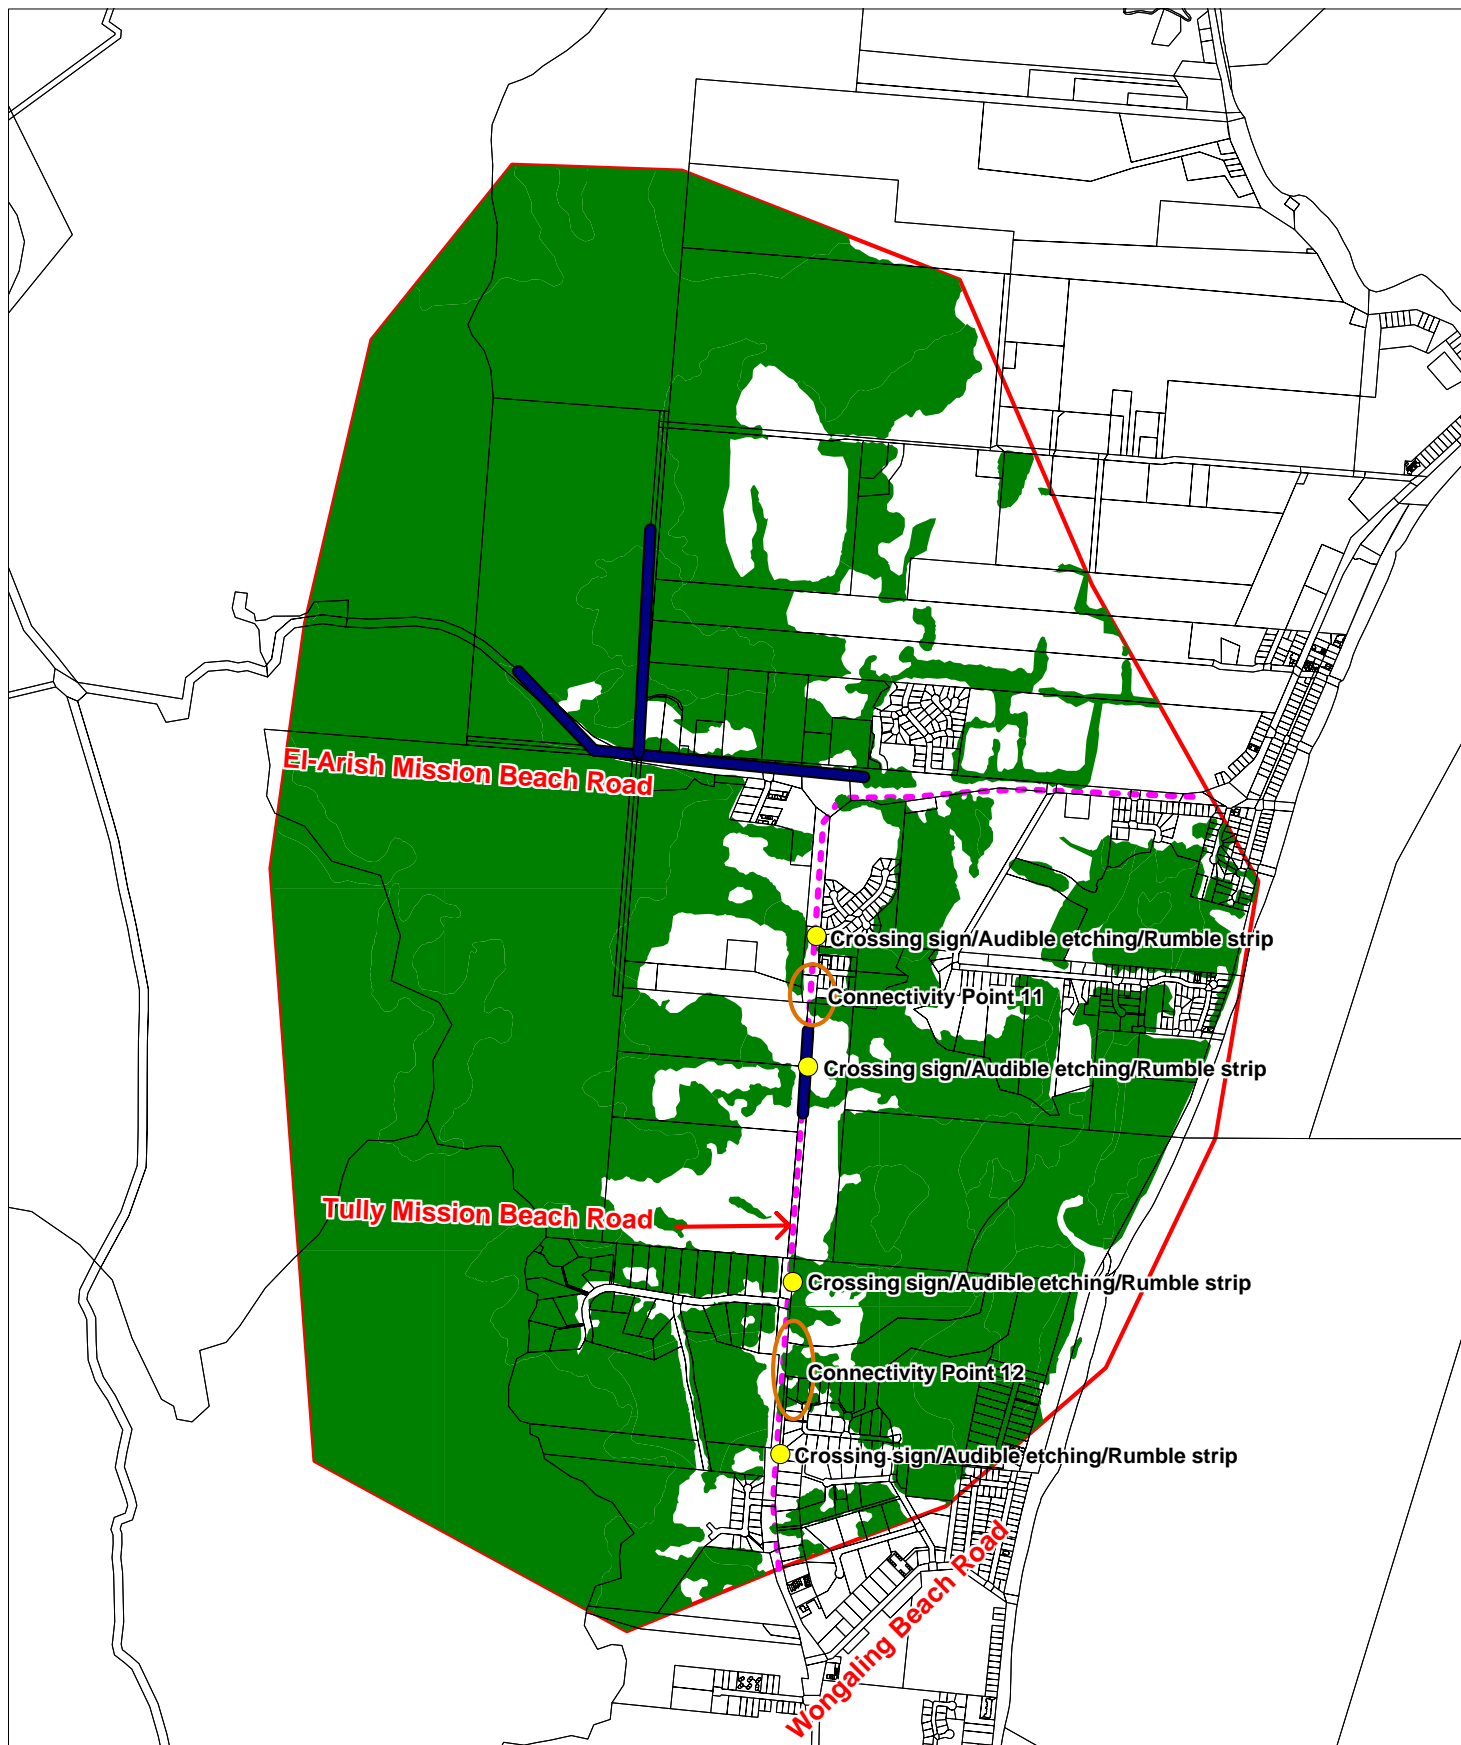 El-Arish Mission Beach Road
Crossing sign/Audible etching/Rumble strip
Connectivity Point 11
Crossing sign/Audible etching/Rumble strip
Tully Mission Beach Road
Crossing sign/Audible etching/Rumble strip
Connectivity Point 12
Crossing sign/Audible etching/Rumble strip
Wongaling Beach Road